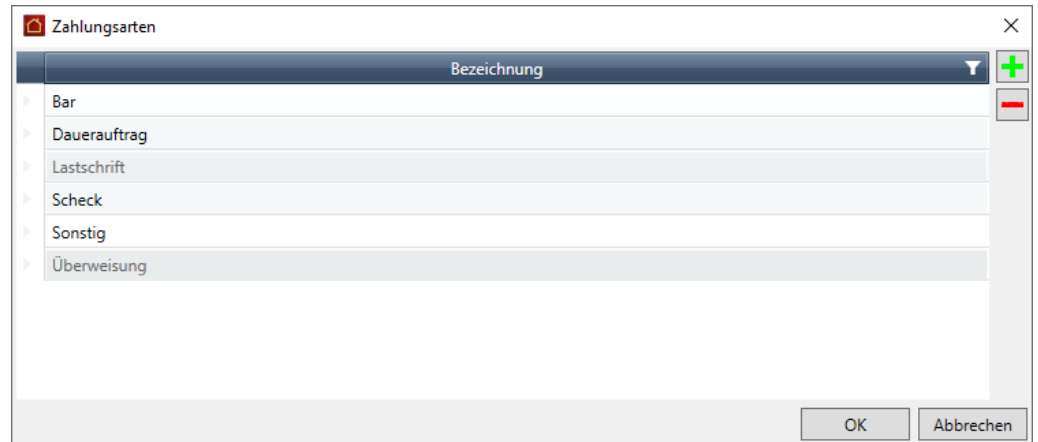 Zahlungsarten
Bezeichnung
Bar
Dauerauftrag
Lastschrift
Scheck
Sonstig
Überweisung
OK Abbrechen